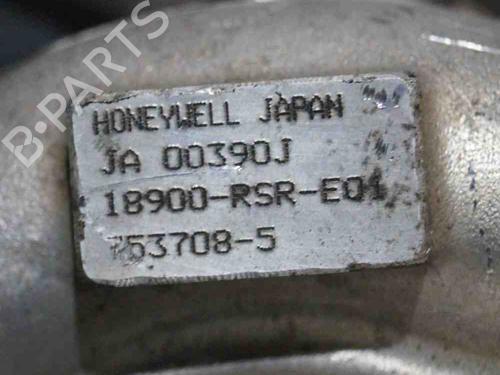 B-PARTS
HONEYWELL JAPAN
JA 00390J
18900-RSR-E01
753708-5